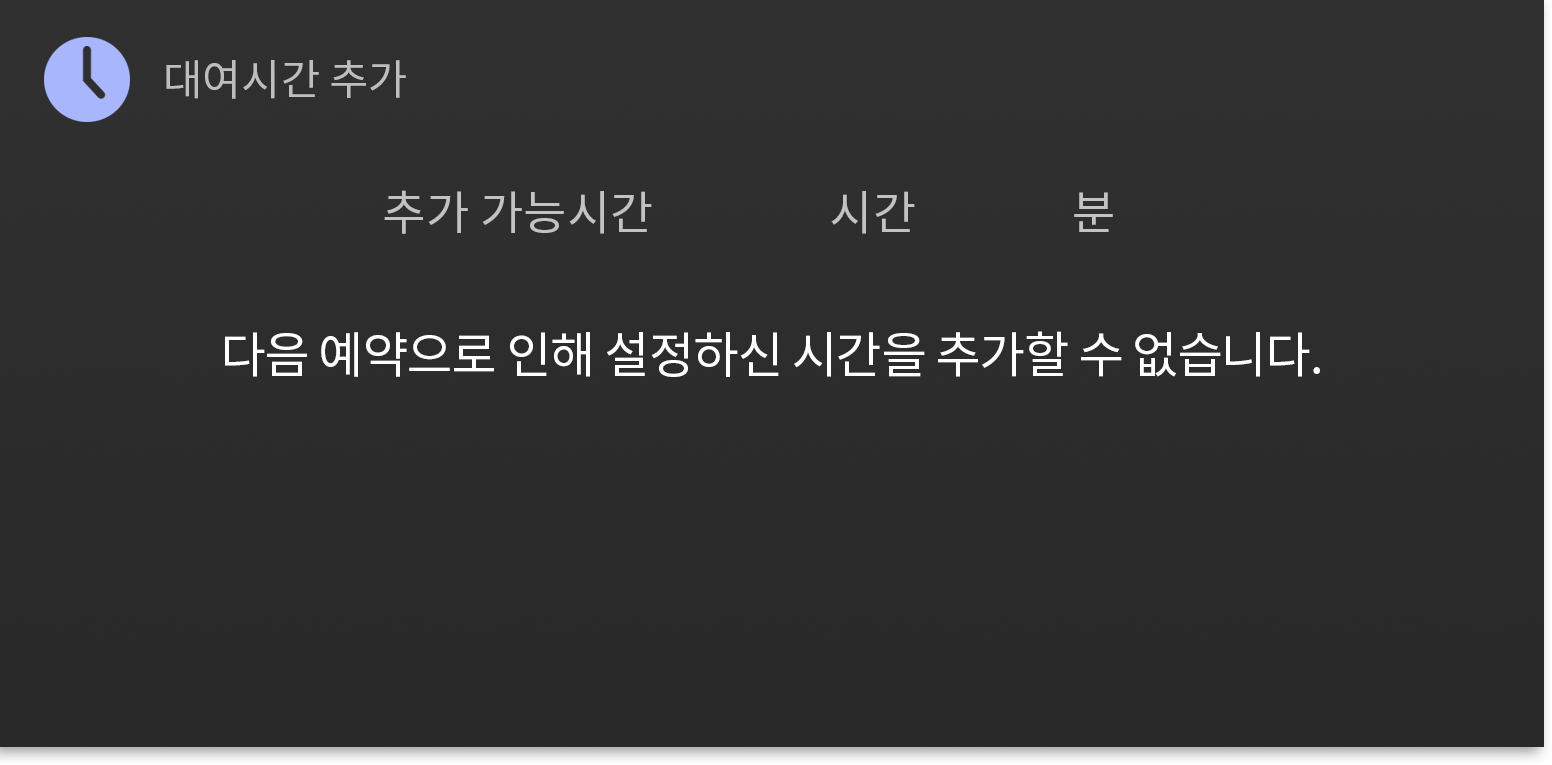 대여시간 추가
추가 가능시간 시간 분
다음 예약으로 인해 설정하신 시간을 추가할 수 없습니다.